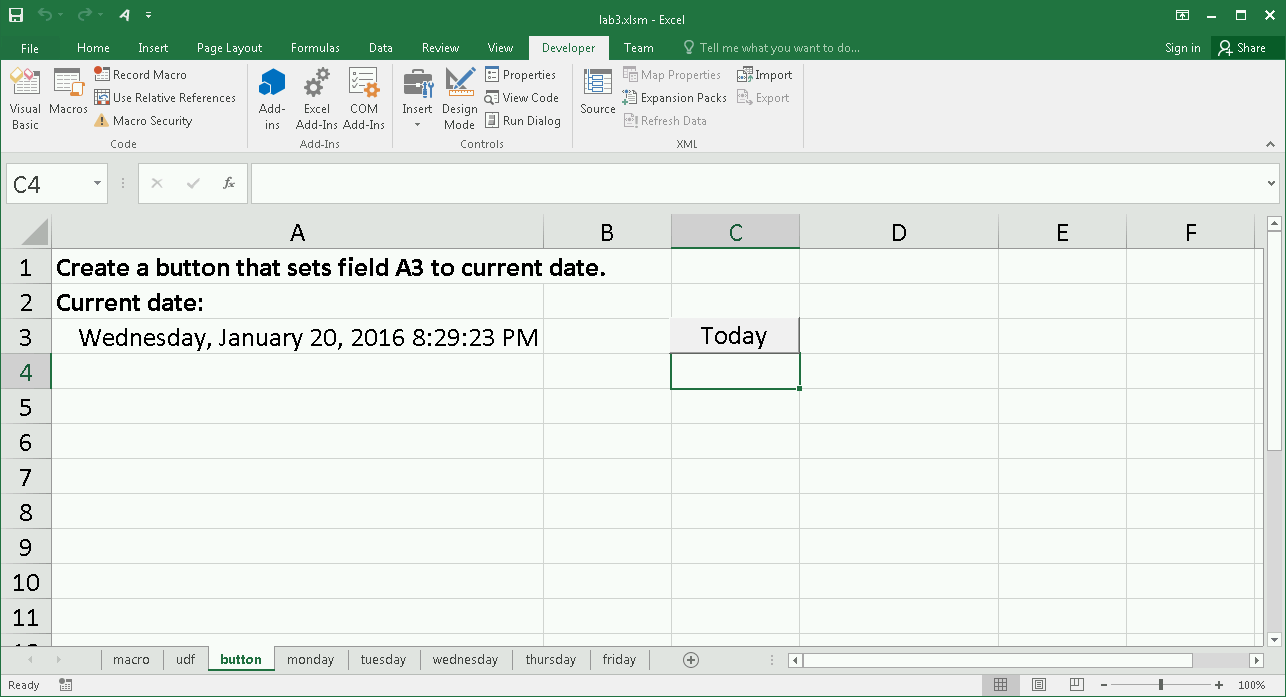 lab3.xlsm - Excel
File Home Insert Page Layout Formulas Data Review View Developer Team Tell me what you want to do... Sign in Share
Visual Basic
Macros
Record Macro
Use Relative References
Macro Security
Code
Add-ins
Excel Add-Ins
COM Add-Ins
Add-Ins
Insert
Design Mode
Properties
View Code
Run Dialog
Controls
Source
Map Properties
Expansion Packs
Refresh Data
Import
Export
XML
C4 fx
A B C D E F
1 Create a button that sets field A3 to current date.
2 Current date:
3 Wednesday, January 20, 2016 8:29:23 PM Today
4
5
6
7
8
9
10
11
macro udf button monday tuesday wednesday thursday friday
Ready 100%